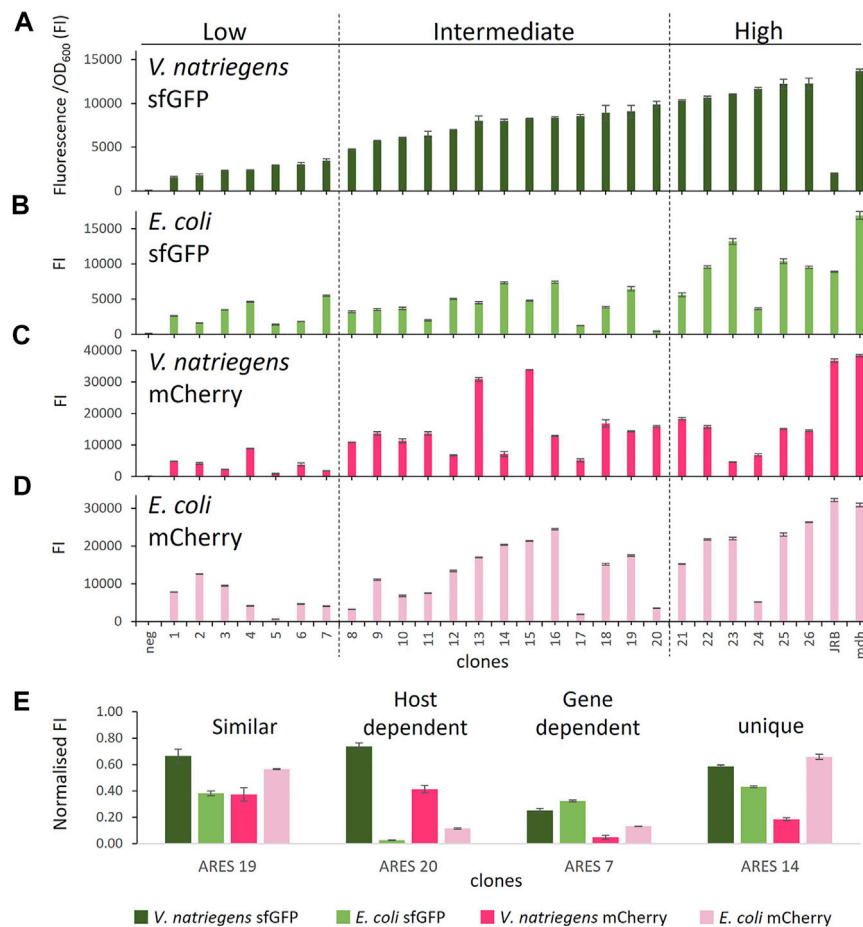 A
Low Intermediate High
Fluorescence /OD600 (FI)
V. natriegens
sfGFP
15000
10000
5000
0
B
E. coli
sfGFP
FI
15000
10000
5000
0
C
V. natriegens
mCherry
FI
40000
30000
20000
10000
0
D
E. coli
mCherry
FI
30000
20000
10000
0
neg 1 2 3 4 5 6 7 8 9 10 11 12 13 14 15 16 17 18 19 20 21 22 23 24 25 26 JRB mdh
clones
E
Normalised FI
1.00
0.80
0.60
0.40
0.20
0.00
Similar
Host
dependent
Gene
dependent
unique
ARES 19 ARES 20 ARES 7 ARES 14
clones
V. natriegens sfGFP E. coli sfGFP V. natriegens mCherry E. coli mCherry